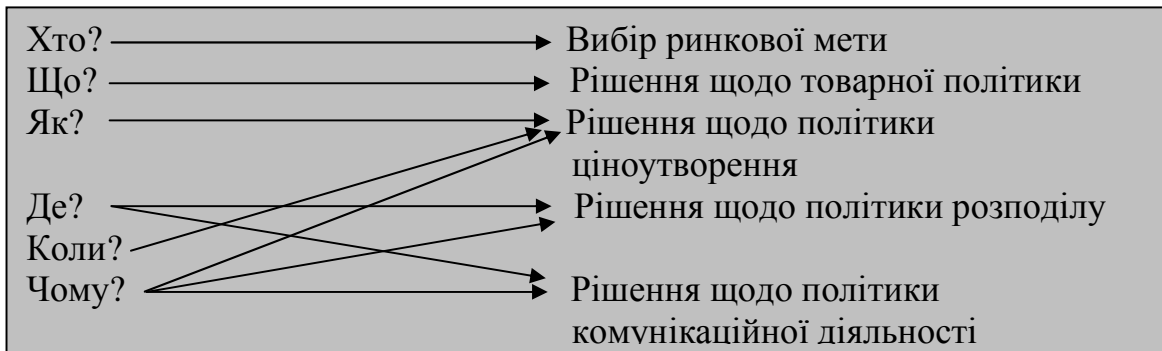 Хто? Вибір ринкової мети
Що? Рішення щодо товарної політики
Як? Рішення щодо політики
ціноутворення
Де? Рішення щодо політики розподілу
Коли?
Чому? Рішення щодо політики
комунікаційної діяльності